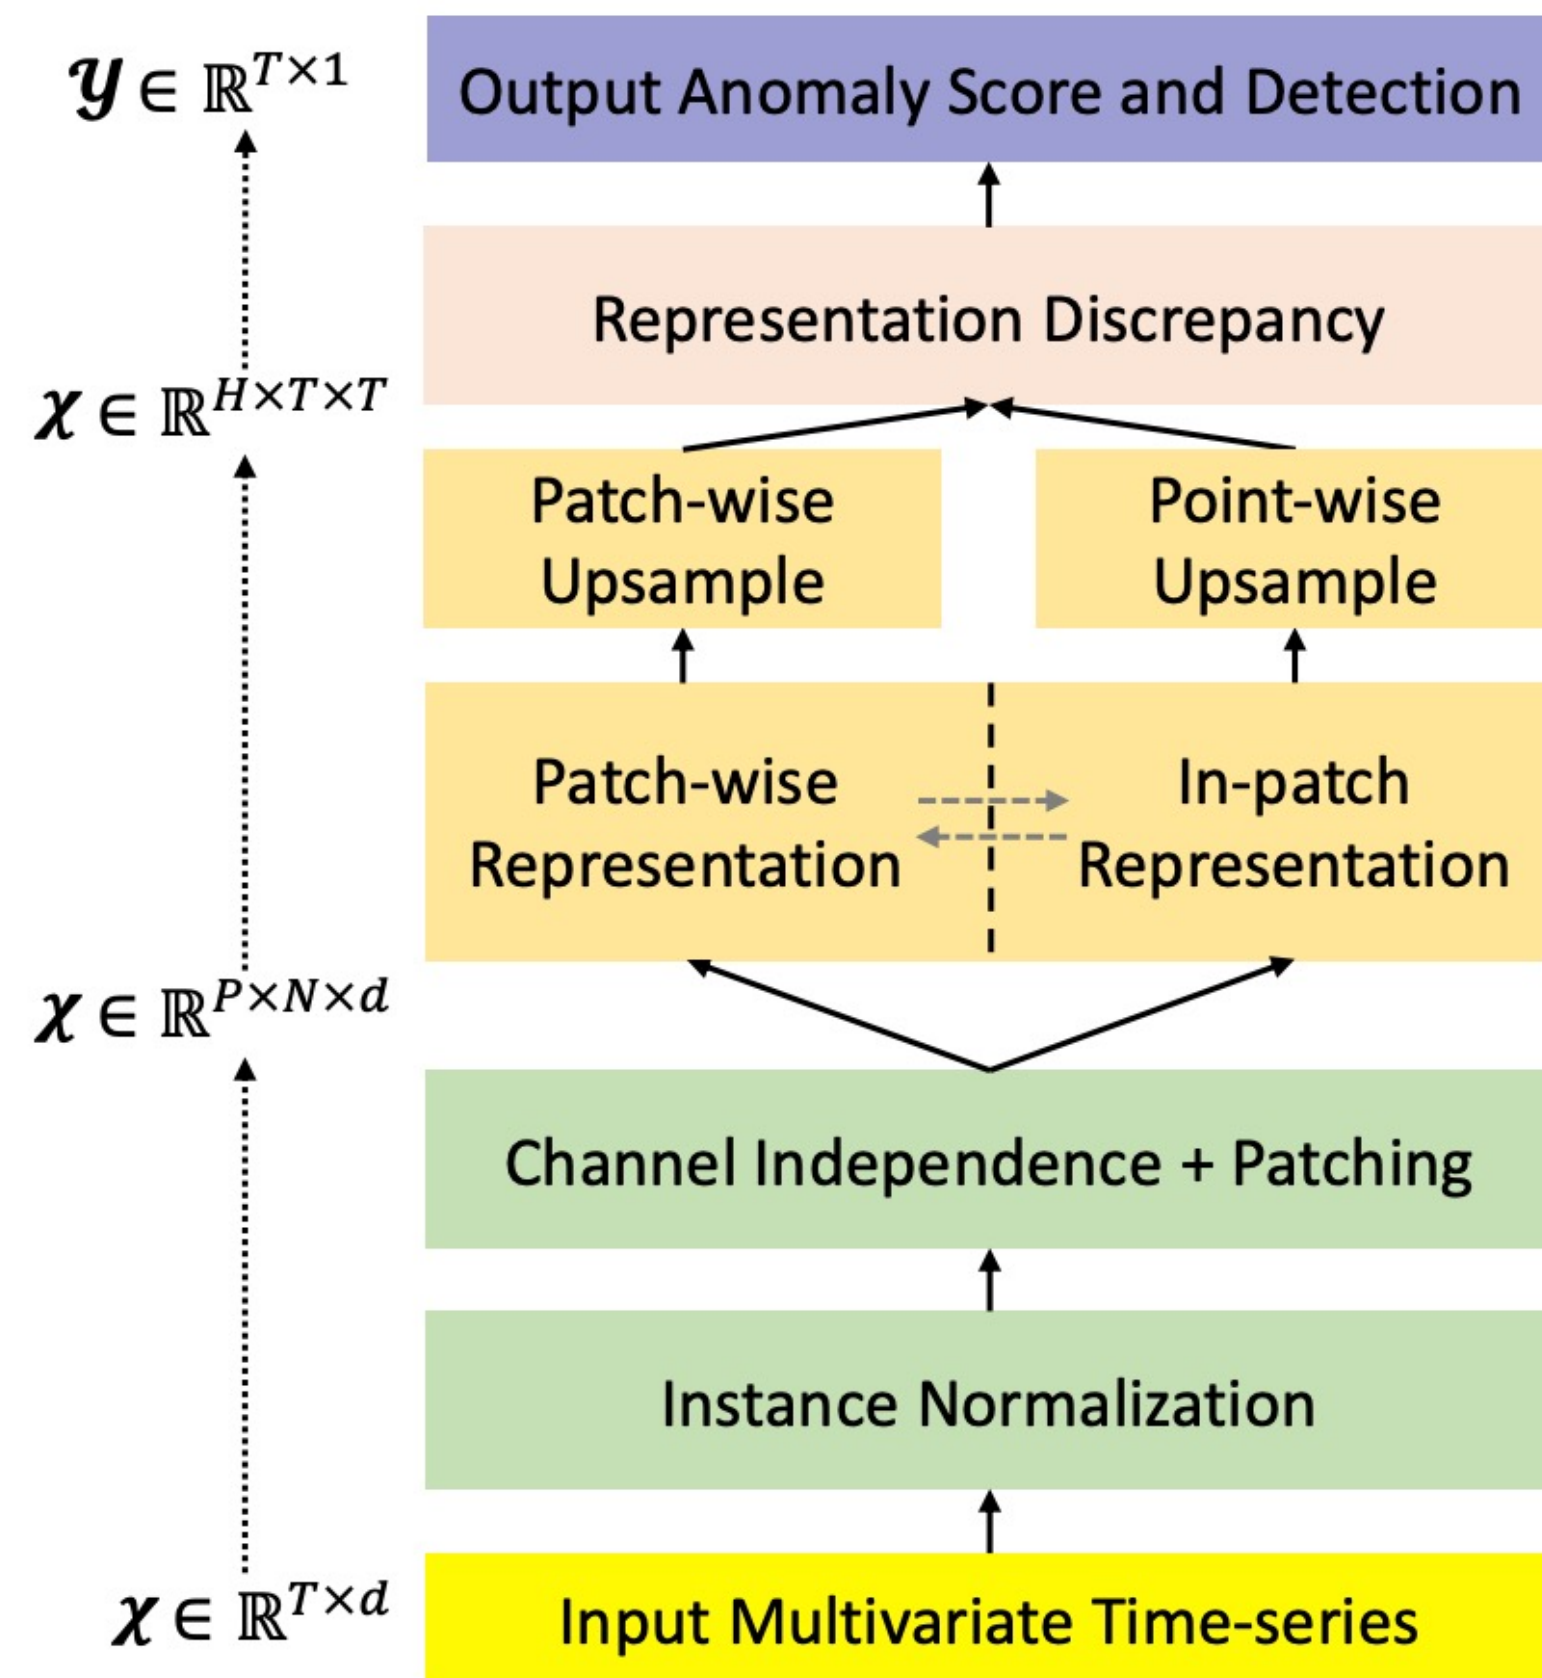 𝒴 ∈ ℝ^{T×1}
Output Anomaly Score and Detection
Representation Discrepancy
𝒳 ∈ ℝ^{H×T×T}
Patch-wise
Upsample
Point-wise
Upsample
Patch-wise
Representation
In-patch
Representation
𝒳 ∈ ℝ^{P×N×d}
Channel Independence + Patching
Instance Normalization
𝒳 ∈ ℝ^{T×d}
Input Multivariate Time-series